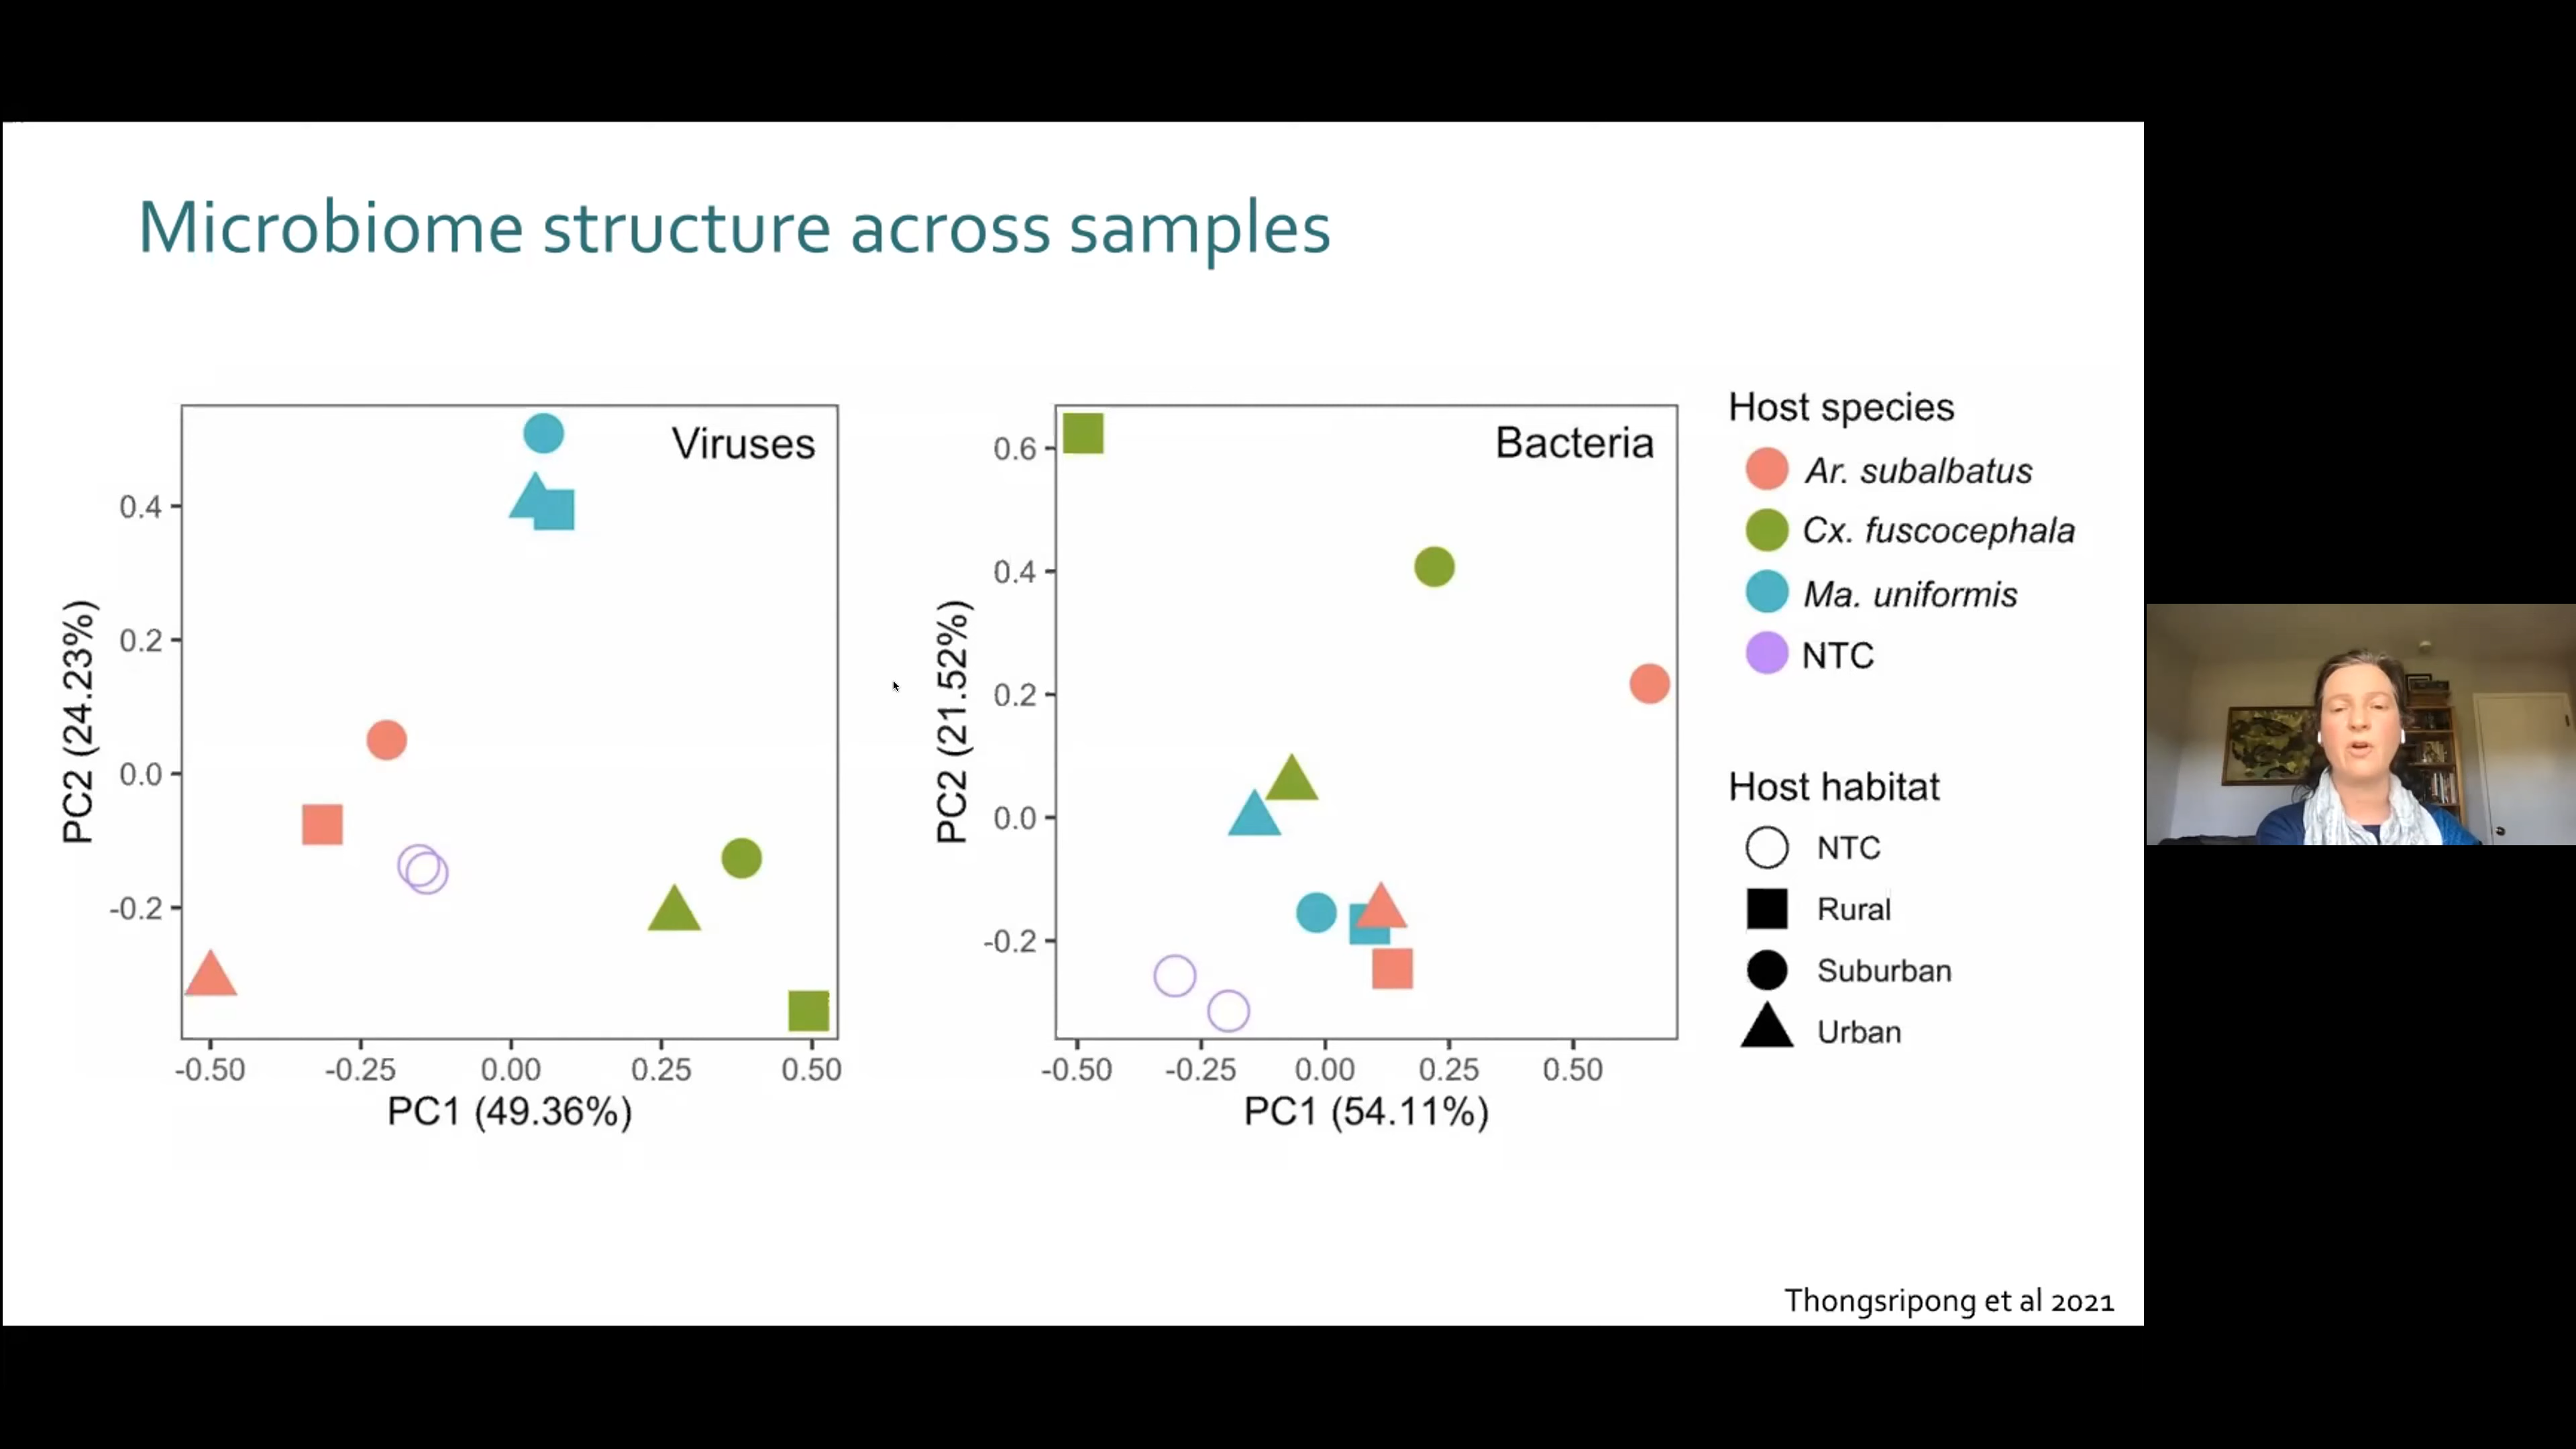 Microbiome structure across samples
Viruses
0.4
0.2
0.0
-0.2
PC2 (24.23%)
-0.50 -0.25 0.00 0.25 0.50
PC1 (49.36%)
Bacteria
0.6
0.4
0.2
0.0
-0.2
PC2 (21.52%)
-0.50 -0.25 0.00 0.25 0.50
PC1 (54.11%)
Host species
Ar. subalbatus
Cx. fuscocephala
Ma. uniformis
NTC
Host habitat
NTC
Rural
Suburban
Urban
Thongsripong et al 2021